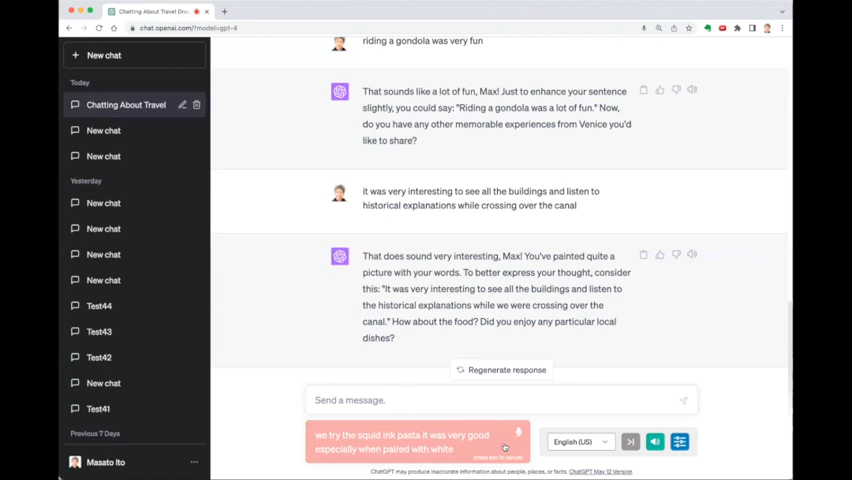 Chatting About Travel Dre
chat.openai.com/?model=gpt-4
New chat
Today
Chatting About Travel
New chat
New chat
Yesterday
New chat
New chat
New chat
New chat
Test44
Test43
Test42
New chat
Test41
Previous 7 Days
Masato Ito
riding a gondola was very fun
That sounds like a lot of fun, Max! Just to enhance your sentence
slightly, you could say: "Riding a gondola was a lot of fun." Now,
do you have any other memorable experiences from Venice you'd
like to share?
it was very interesting to see all the buildings and listen to
historical explanations while crossing over the canal
That does sound very interesting, Max! You've painted quite a
picture with your words. To better express your thought, consider
this: "It was very interesting to see all the buildings and listen to
the historical explanations while we were crossing over the
canal." How about the food? Did you enjoy any particular local
dishes?
Regenerate response
Send a message.
we try the squid ink pasta it was very good
especially when paired with white
press esc to cancel
English (US)
ChatGPT may produce inaccurate information about people, places, or facts. ChatGPT May 12 Version